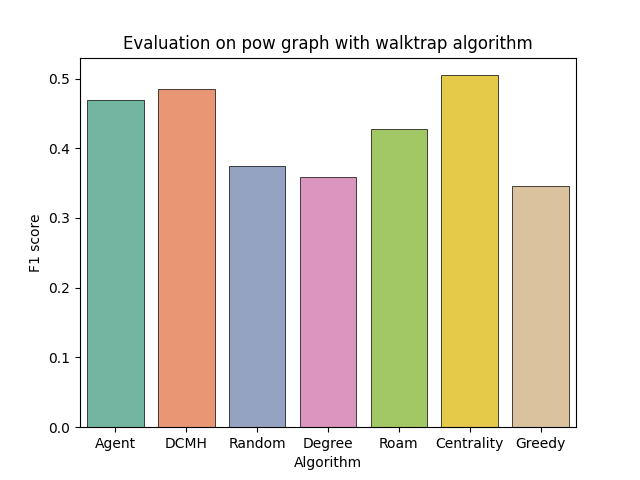 Evaluation on pow graph with walktrap algorithm
0.5
0.4
0.3
0.2
0.1
0.0
F1 score
Agent DCMH Random Degree Roam Centrality Greedy
Algorithm